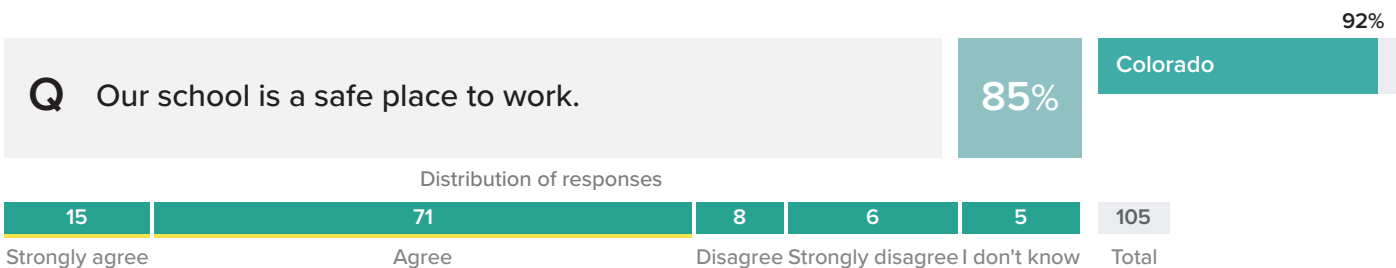 92%
Q Our school is a safe place to work.
85%
Colorado
Distribution of responses
15 71 8 6 5 105
Strongly agree Agree Disagree Strongly disagree I don't know Total